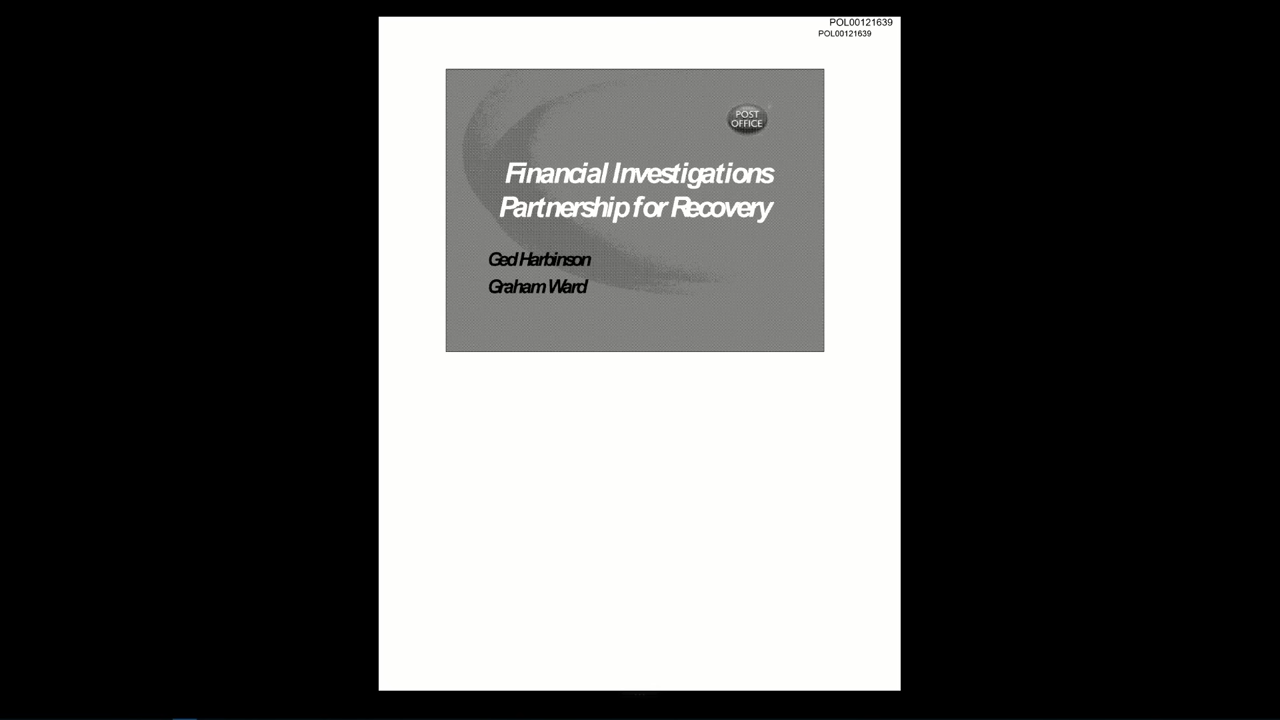 POL00121639
POL00121639
POST
OFFICE
Financial Investigations
Partnership for Recovery
Ged Harbinson
Graham Ward